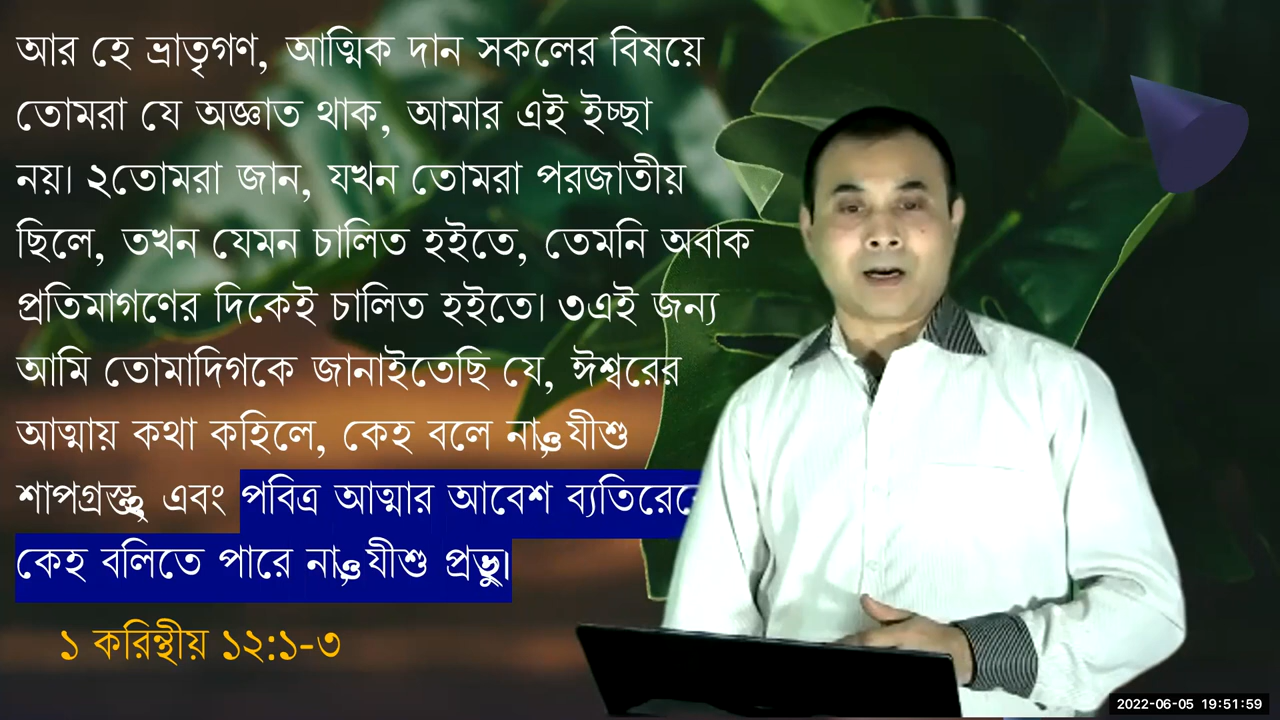 আর হে ভ্রাতৃগণ, আত্মিক দান সকলের বিষয়ে
তোমরা যে অজ্ঞাত থাক, আমার এই ইচ্ছা
নয়। ২তোমরা জান, যখন তোমরা পরজাতীয়
ছিলে, তখন যেমন চালিত হইতে, তেমনি অবাক
প্রতিমাগণের দিকেই চালিত হইতে। ৩এই জন্য
আমি তোমাদিগকে জানাইতেছি যে, ঈশ্বরের
আত্মায় কথা কহিলে, কেহ বলে না, যীশু
শাপগ্রস্ত, এবং পবিত্র আত্মার আবেশ
কেহ বলিতে পারে না, যীশু প্রভু।
১ করিন্থীয় ১২:১-৩
2022-06-05 19:51:59